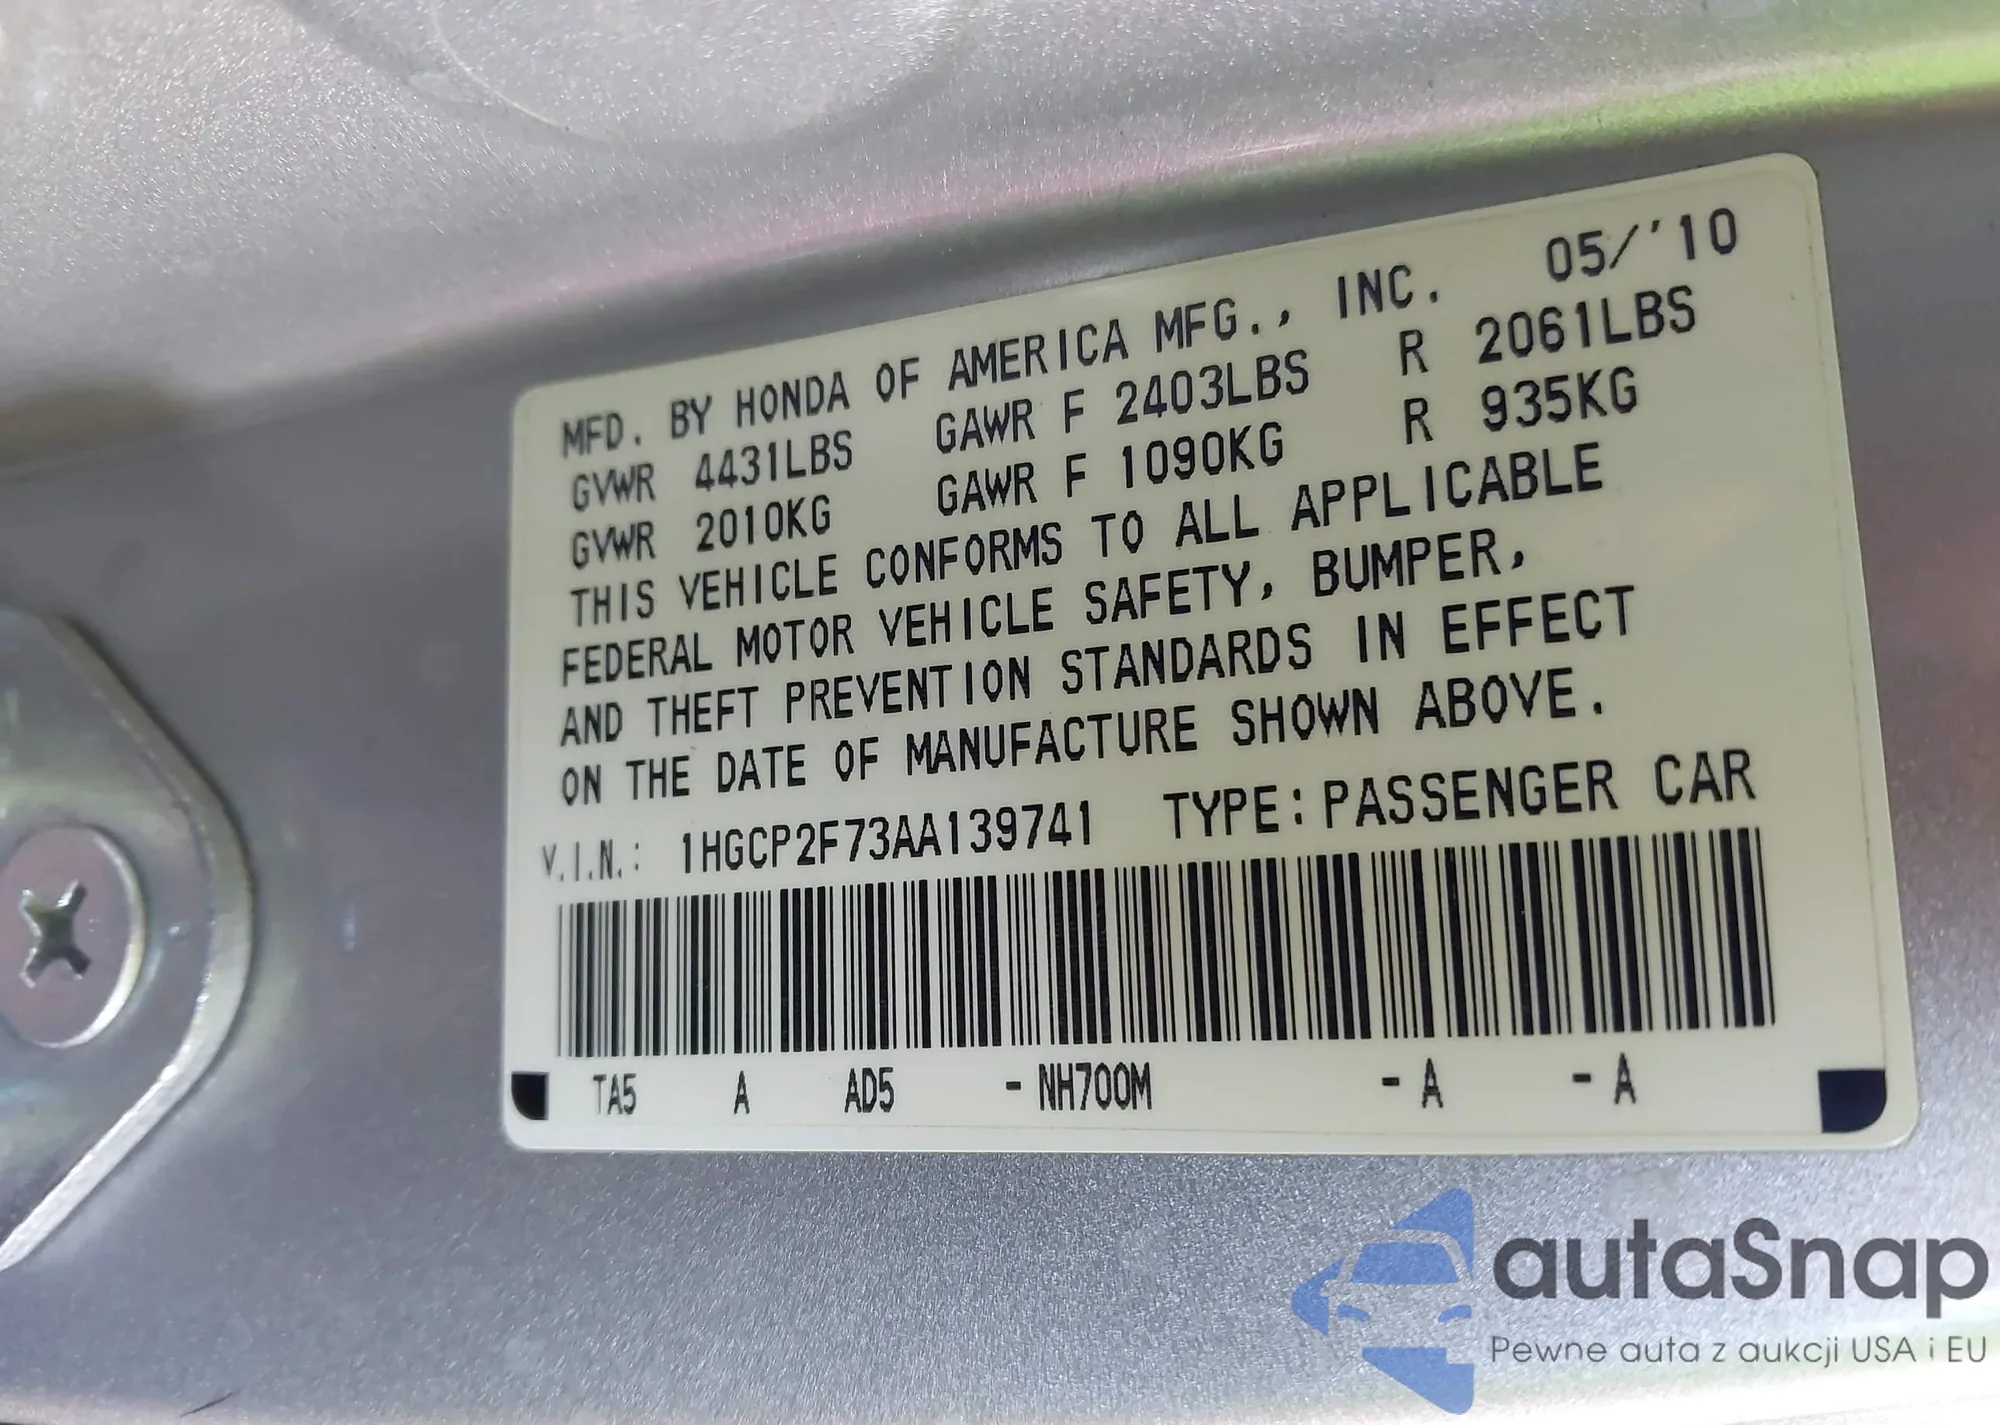 MFD. BY HONDA OF AMERICA MFG., INC. 05/'10
GVWR 4431LBS GAWR F 2403LBS R 2061LBS
GVWR 2010KG GAWR F 1090KG R 935KG
THIS VEHICLE CONFORMS TO ALL APPLICABLE
FEDERAL MOTOR VEHICLE SAFETY, BUMPER,
AND THEFT PREVENTION STANDARDS IN EFFECT
ON THE DATE OF MANUFACTURE SHOWN ABOVE.
V.I.N.: 1HGCP2F73AA139741 TYPE: PASSENGER CAR
TA5 A AD5 - NH700M - A - A
autaSnap
Pewne auta z aukcji USA i EU